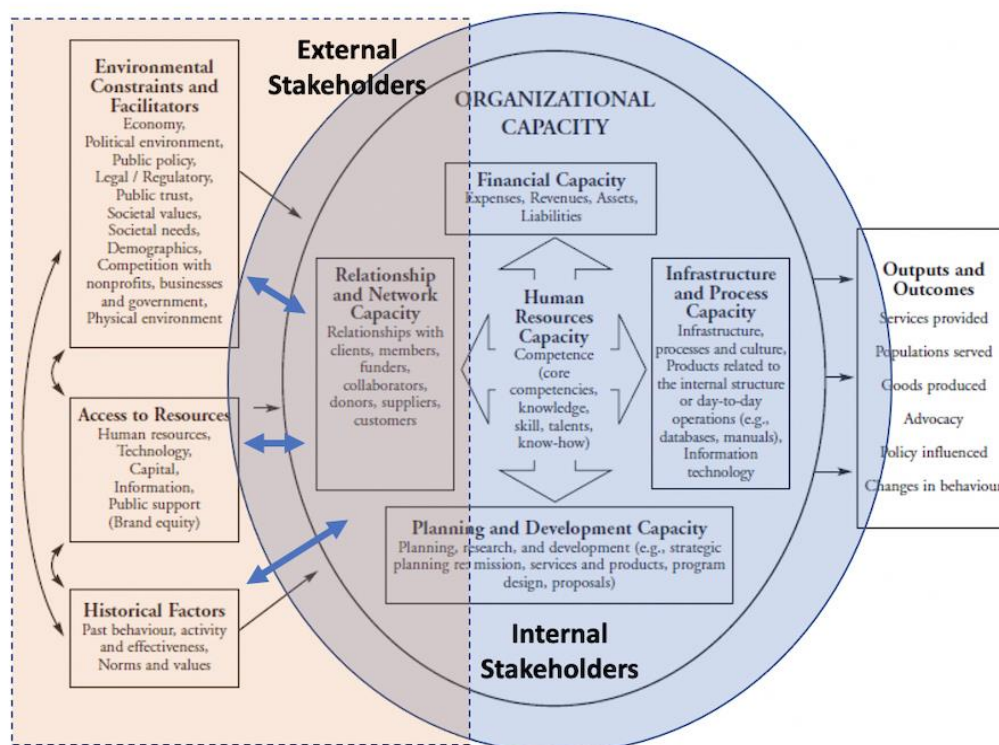 External
Stakeholders
Environmental
Constraints and
Facilitators
Economy,
Political environment,
Public policy,
Legal / Regulatory,
Public trust,
Societal values,
Societal needs,
Demographics,
Competition with
nonprofits, businesses
and government,
Physical environment
Access to Resources
Human resources,
Technology,
Capital,
Information,
Public support
(Brand equity)
Historical Factors
Past behaviour, activity
and effectiveness,
Norms and values
ORGANIZATIONAL
CAPACITY
Financial Capacity
Expenses, Revenues, Assets,
Liabilities
Relationship
and Network
Capacity
Relationships with
clients, members,
funders,
collaborators,
donors, suppliers,
customers
Human
Resources
Capacity
Competence (core
competencies,
knowledge,
skill, talents,
know-how)
Infrastructure
and Process
Capacity
Infrastructure,
processes and culture,
Products related to
the internal structure
or day-to-day
operations (e.g.,
databases, manuals),
Information
technology
Planning and Development Capacity
Planning, research, and development (e.g., strategic
planning re: mission, services and products, program
design, proposals)
Internal
Stakeholders
Outputs and
Outcomes
Services provided
Populations served
Goods produced
Advocacy
Policy influenced
Changes in behaviour